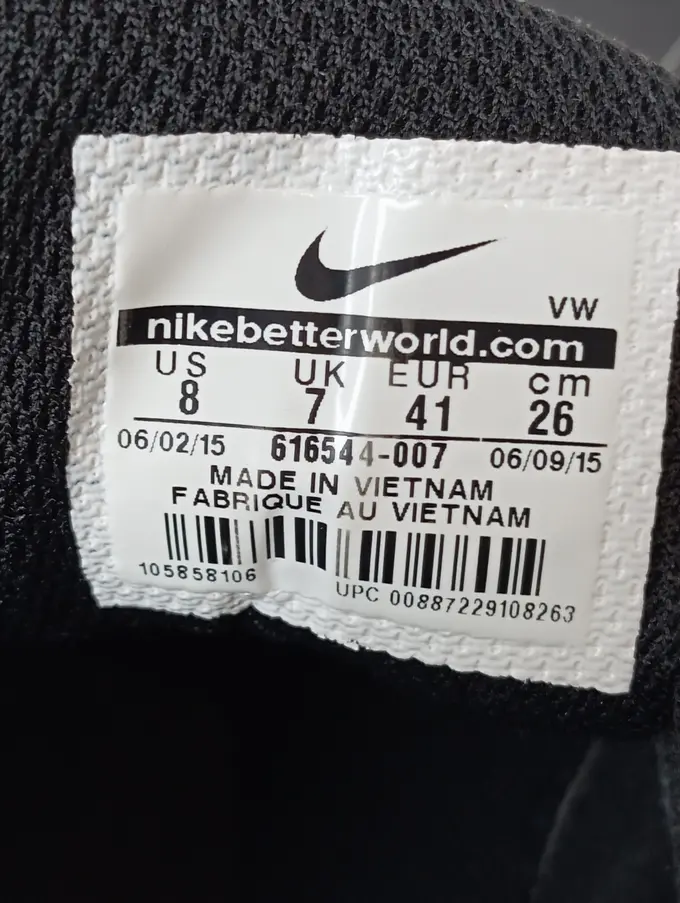 VW
nikebetterworld.com
US UK EUR cm
8 7 41 26
06/02/15 616544-007 06/09/15
MADE IN VIETNAM
FABRIQUE AU VIETNAM
105858106
UPC 00887229108263